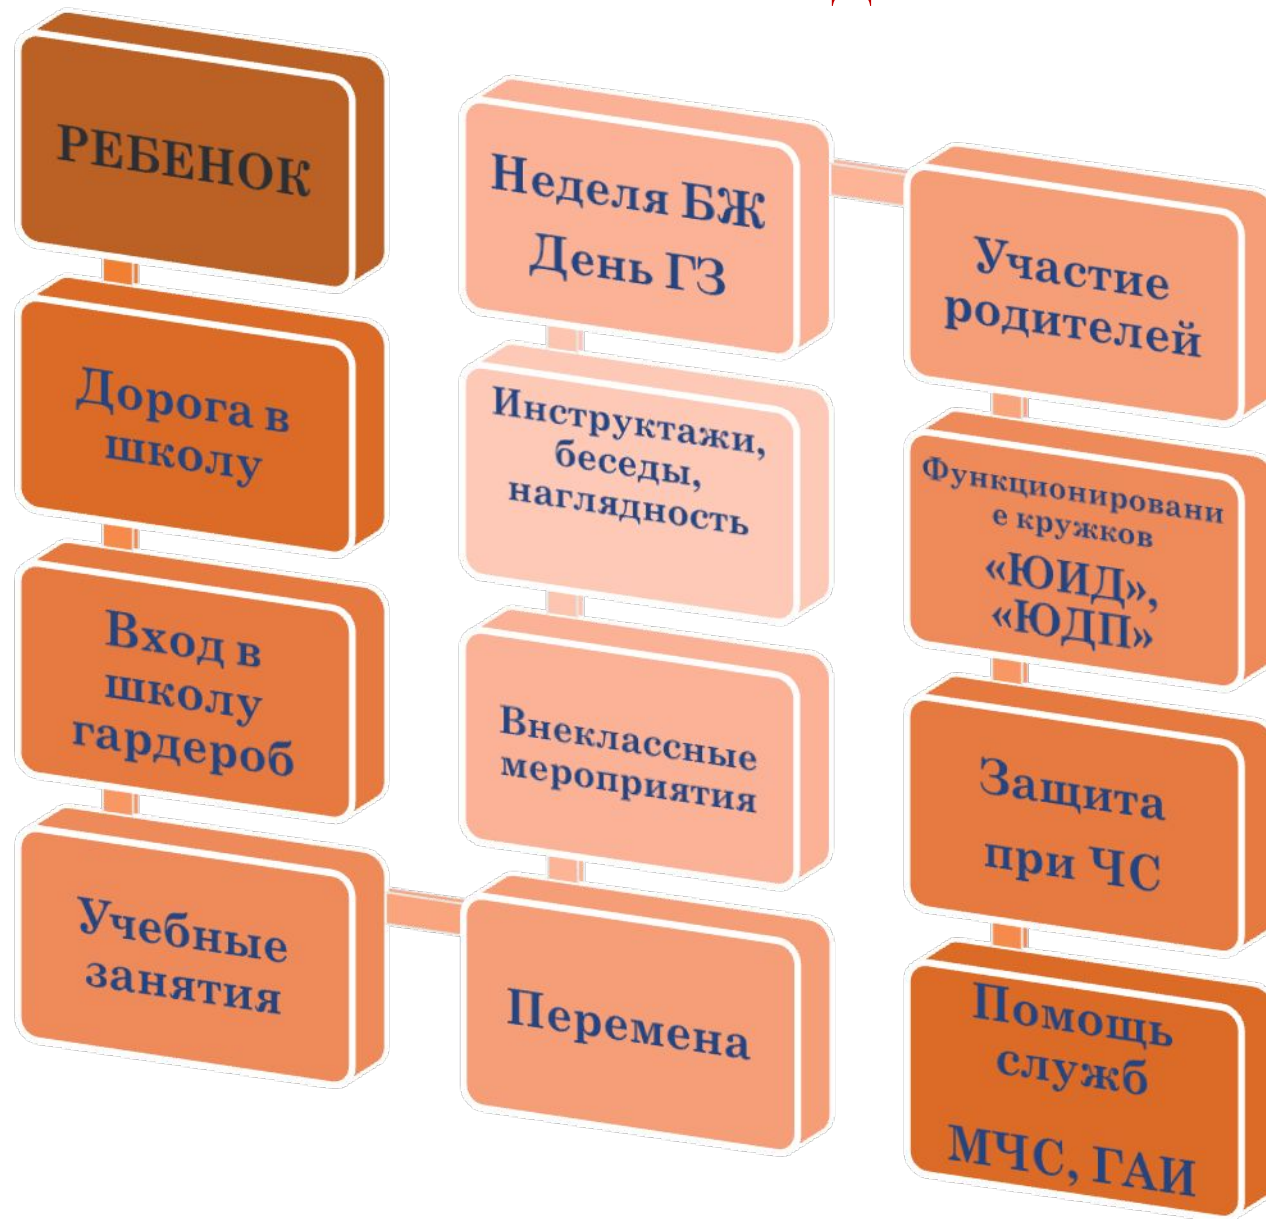 РЕБЕНОК
Дорога в
школу
Вход в
школу
гардероб
Учебные
занятия
Перемена
Внеклассные
мероприятия
Инструктажи,
беседы,
наглядность
Неделя БЖ
День ГЗ
Участие
родителей
Функционировани
е кружков
«ЮИД»,
«ЮДП»
Защита
при ЧС
Помощь
служб
МЧС, ГАИ